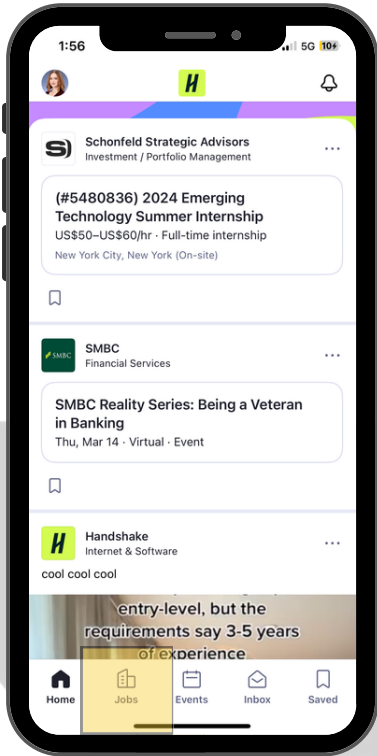 1:56
5G 10+
H
S)
Schonfeld Strategic Advisors
Investment / Portfolio Management
(#5480836) 2024 Emerging
Technology Summer Internship
US$50–US$60/hr · Full-time internship
New York City, New York (On-site)
SMBC
SMBC
Financial Services
SMBC Reality Series: Being a Veteran
in Banking
Thu, Mar 14 · Virtual · Event
H
Handshake
Internet & Software
cool cool cool
entry-level, but the
requirements say 3-5 years
of experience
Home Jobs Events Inbox Saved